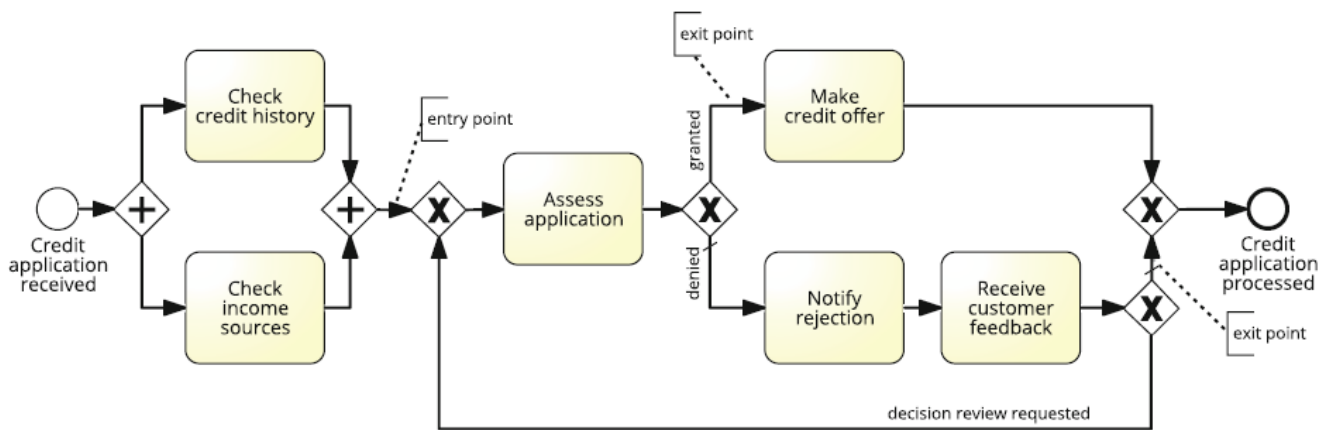 Credit
application
received
Check
credit history
Check
income
sources
entry point
Assess
application
granted
denied
exit point
Make
credit offer
Notify
rejection
Receive
customer
feedback
decision review requested
exit point
Credit
application
processed